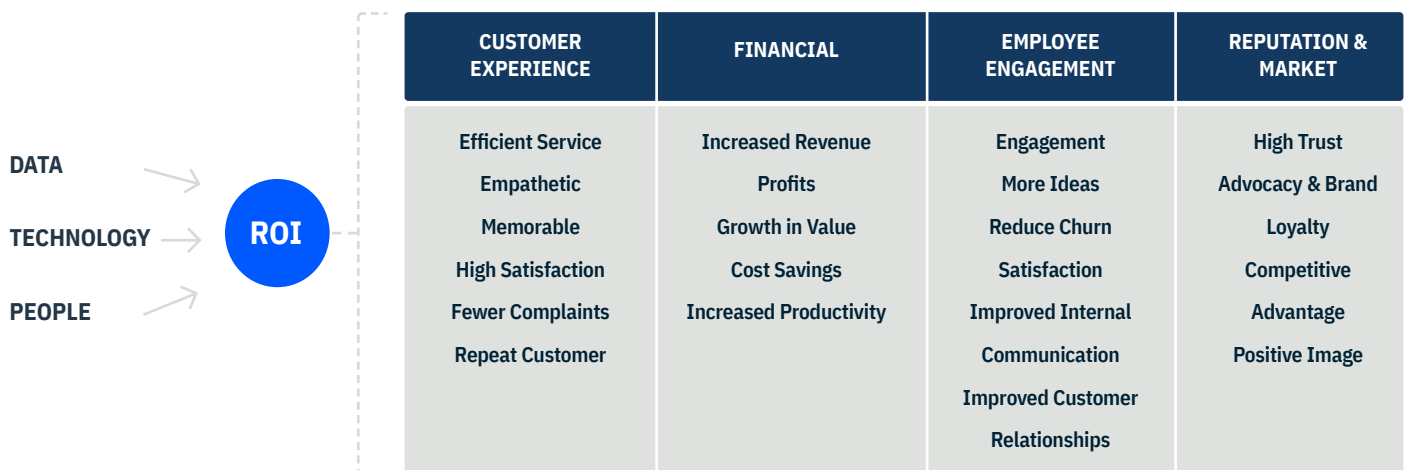 DATA
TECHNOLOGY
PEOPLE
ROI
CUSTOMER
EXPERIENCE
Efficient Service
Empathetic
Memorable
High Satisfaction
Fewer Complaints
Repeat Customer
FINANCIAL
Increased Revenue
Profits
Growth in Value
Cost Savings
Increased Productivity
EMPLOYEE
ENGAGEMENT
Engagement
More Ideas
Reduce Churn
Satisfaction
Improved Internal
Communication
Improved Customer
Relationships
REPUTATION &
MARKET
High Trust
Advocacy & Brand
Loyalty
Competitive
Advantage
Positive Image